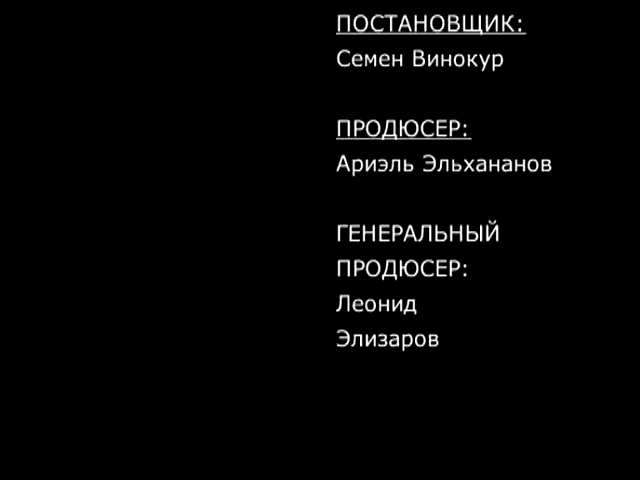 ПОСТАНОВЩИК:
Семен Винокур
ПРОДЮСЕР:
Ариэль Эльхананов
ГЕНЕРАЛЬНЫЙ
ПРОДЮСЕР:
Леонид
Элизаров